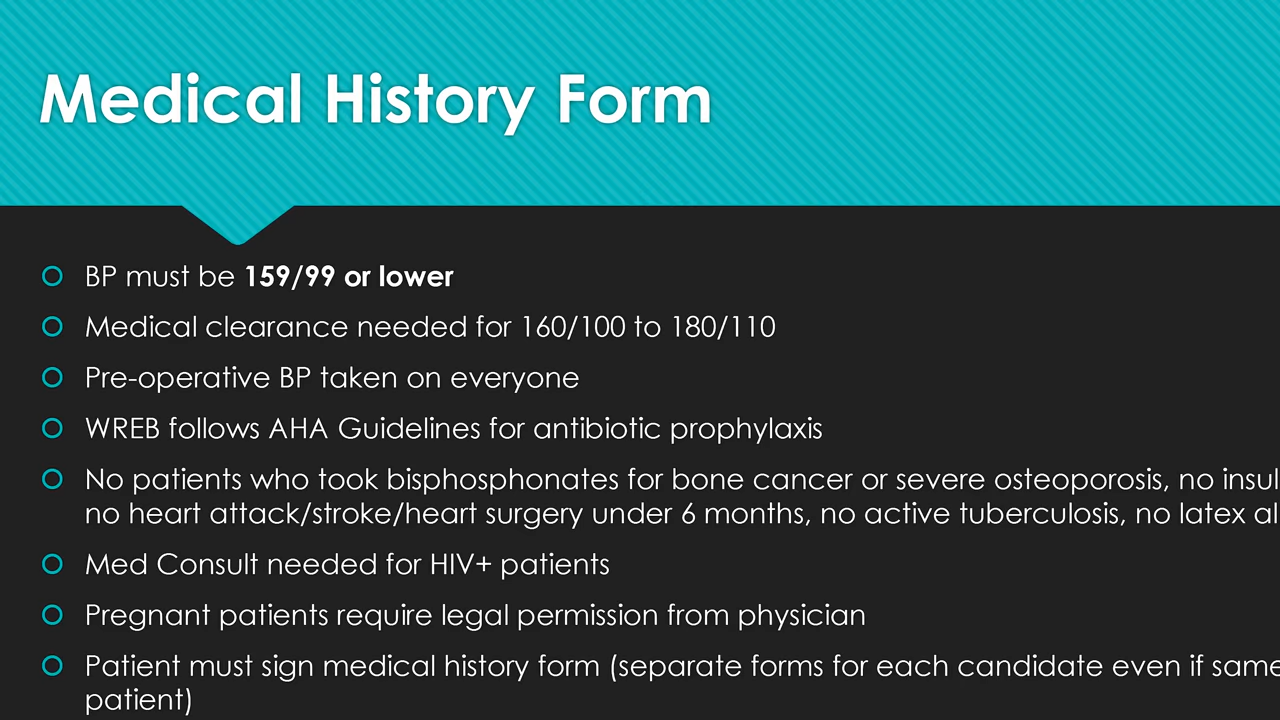 Medical History Form
BP must be 159/99 or lower
Medical clearance needed for 160/100 to 180/110
Pre-operative BP taken on everyone
WREB follows AHA Guidelines for antibiotic prophylaxis
No patients who took bisphosphonates for bone cancer or severe osteoporosis, no
no heart attack/stroke/heart surgery under 6 months, no active tuberculosis, no latex
Med Consult needed for HIV+ patients
Pregnant patients require legal permission from physician
Patient must sign medical history form (separate forms for each candidate even if same
patient)